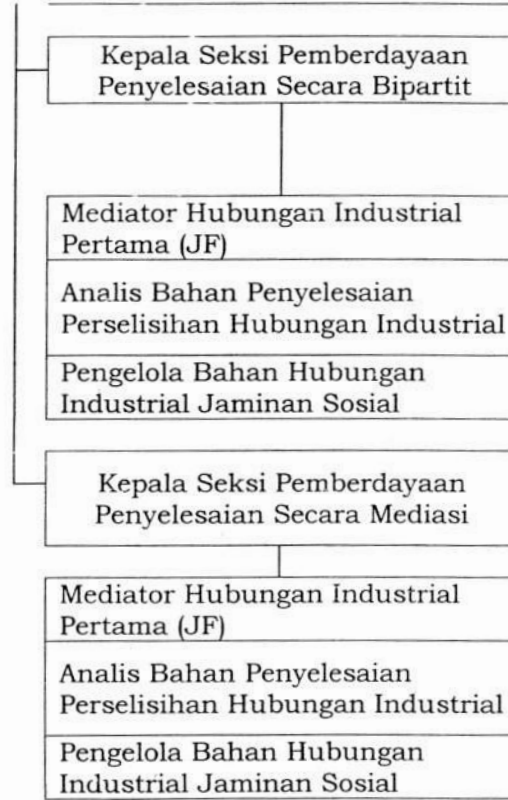 Kepala Seksi Pemberdayaan
Penyelesaian Secara Bipartit
Mediator Hubungan Industrial
Pertama (JF)
Analis Bahan Penyelesaian
Perselisihan Hubungan Industrial
Pengelola Bahan Hubungan
Industrial Jaminan Sosial
Kepala Seksi Pemberdayaan
Penyelesaian Secara Mediasi
Mediator Hubungan Industrial
Pertama (JF)
Analis Bahan Penyelesaian
Perselisihan Hubungan Industrial
Pengelola Bahan Hubungan
Industrial Jaminan Sosial